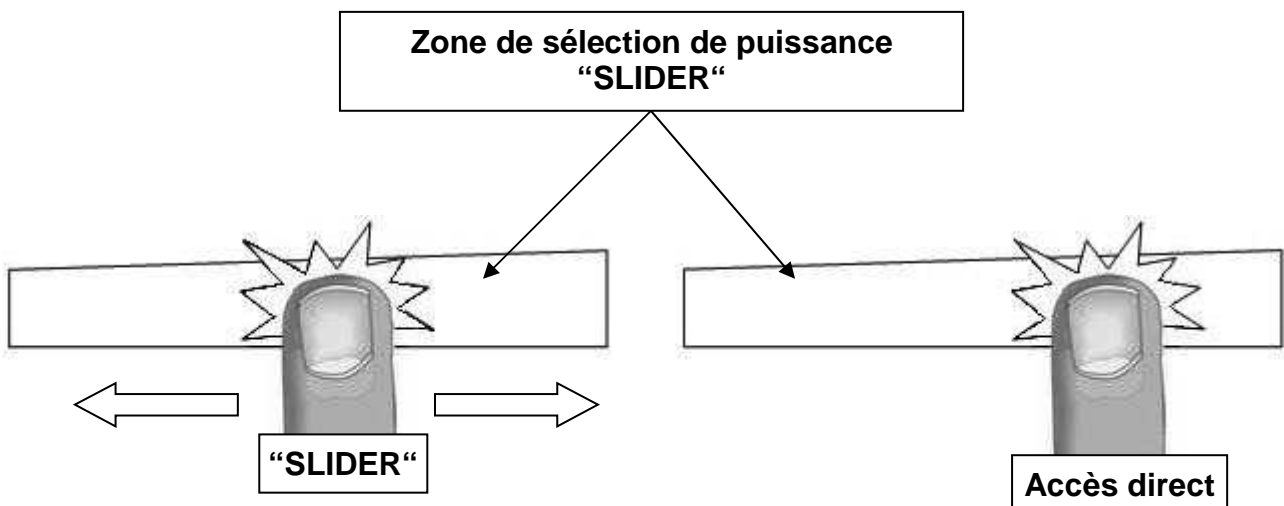 Zone de sélection de puissance
“SLIDER“
“SLIDER“
Accès direct